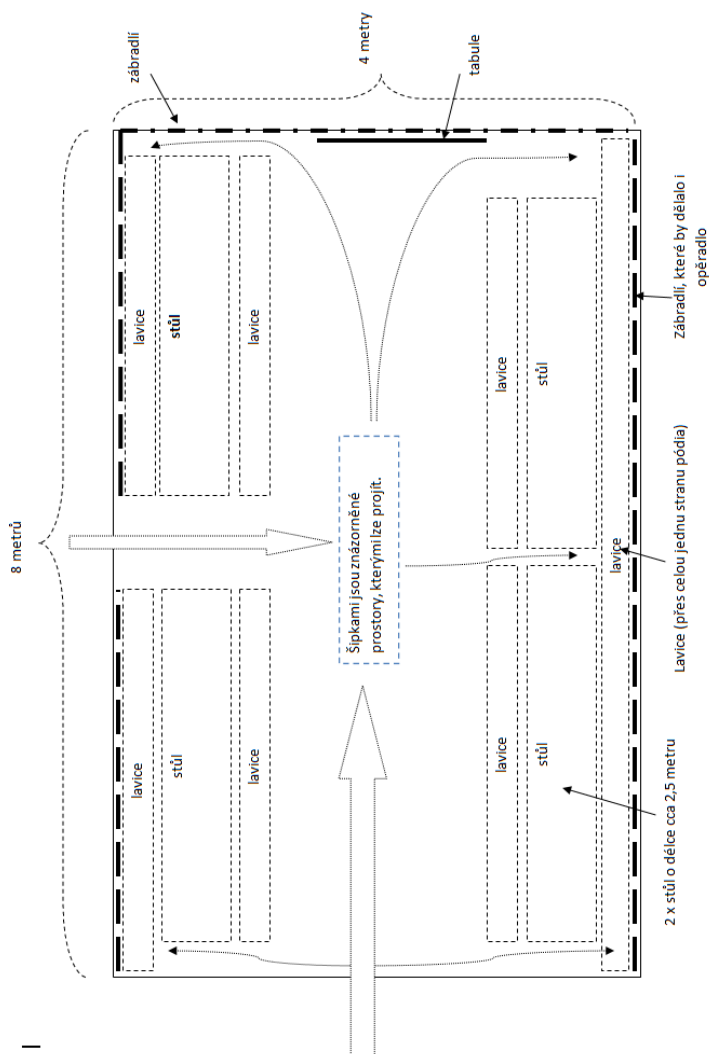 8 metrů
4 metry
zábradlí
tabule
lavice
stůl
lavice
lavice
stůl
lavice
Šipkami jsou znázorněné
prostory, kterými lze projít.
lavice
stůl
lavice
stůl
lavice
2 x stůl o délce cca 2,5 metru
Lavice (přes celou jednu stranu pódia)
Zábradlí, které by dělalo i
opěradlo